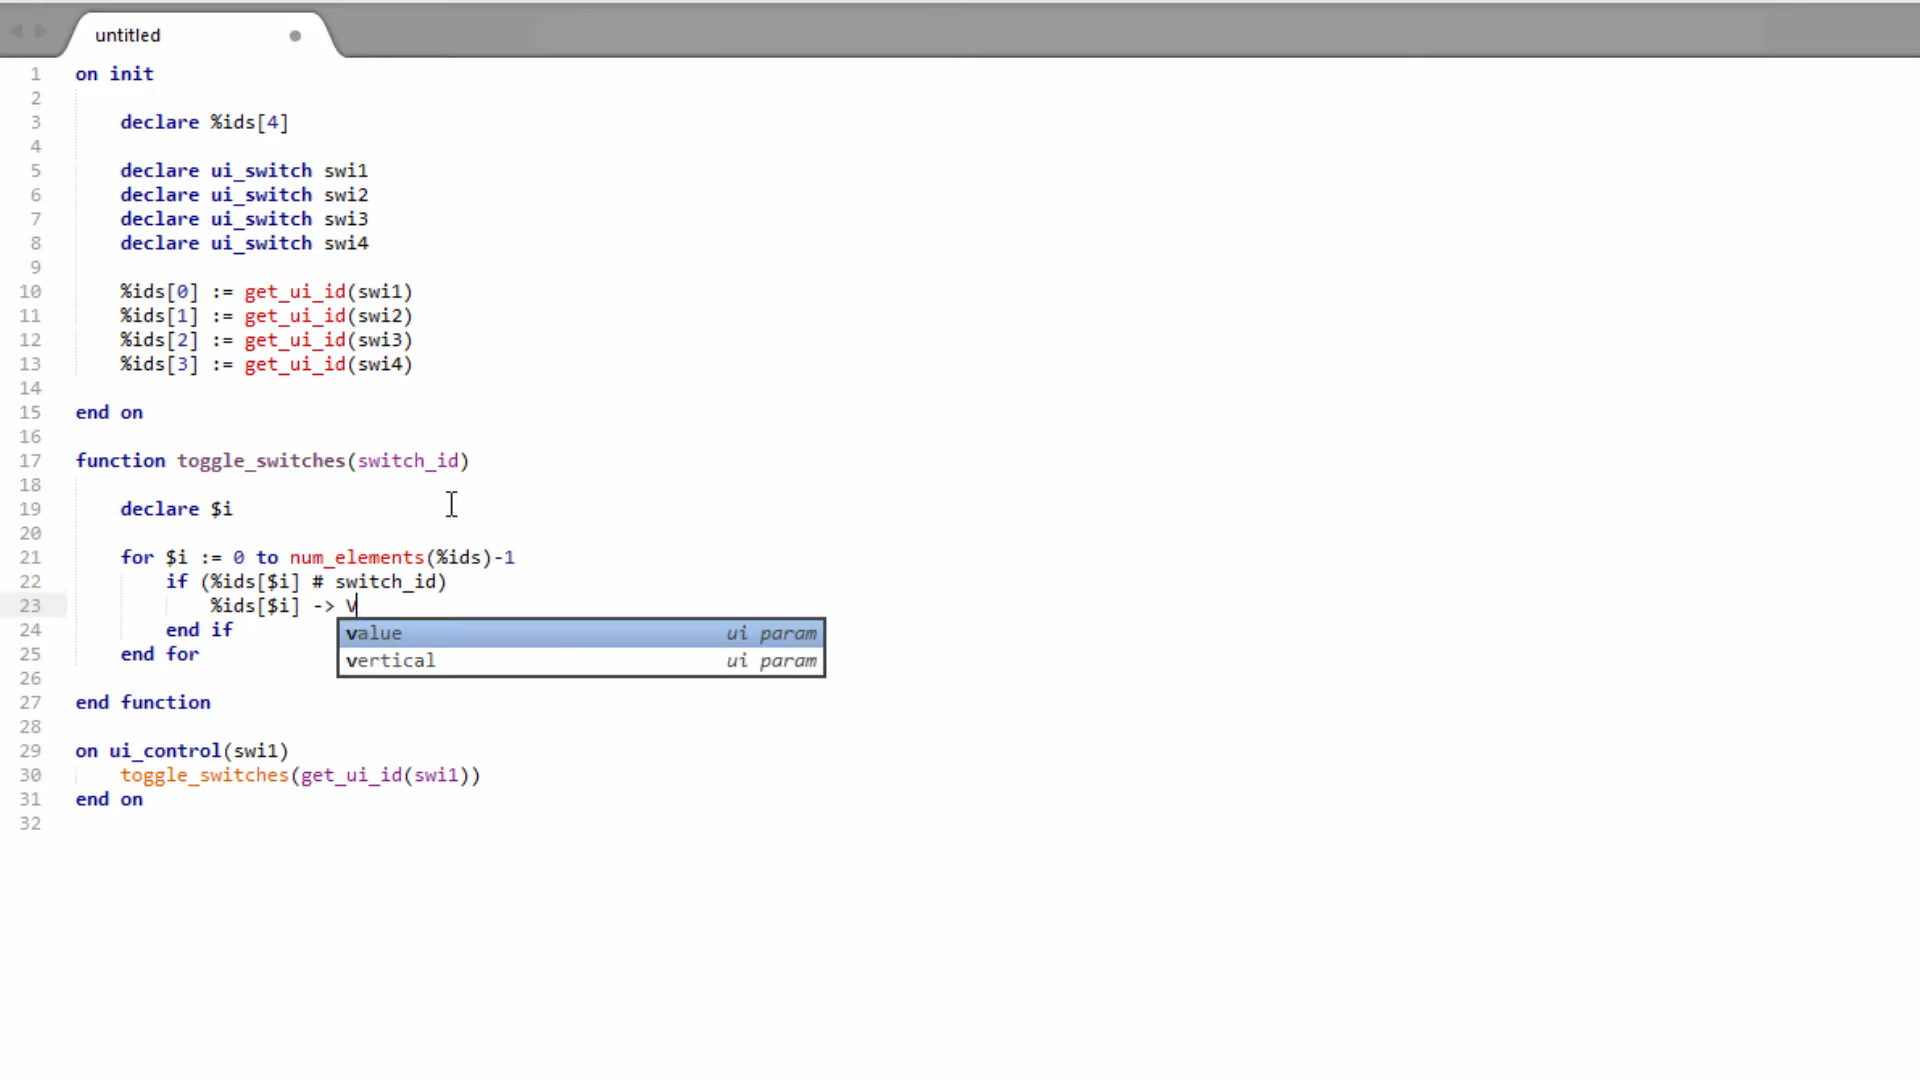 untitled
1 on init
2
3 declare %ids[4]
4
5 declare ui_switch swi1
6 declare ui_switch swi2
7 declare ui_switch swi3
8 declare ui_switch swi4
9
10 %ids[0] := get_ui_id(swi1)
11 %ids[1] := get_ui_id(swi2)
12 %ids[2] := get_ui_id(swi3)
13 %ids[3] := get_ui_id(swi4)
14
15 end on
16
17 function toggle_switches(switch_id)
18
19 declare $i
20
21 for $i := 0 to num_elements(%ids)-1
22 if (%ids[$i] # switch_id)
23 %ids[$i] -> V
value ui param
24 end if
vertical ui param
25 end for
26
27 end function
28
29 on ui_control(swi1)
30 toggle_switches(get_ui_id(swi1))
31 end on
32